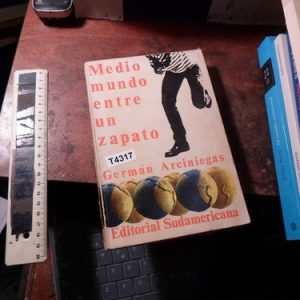 Medio
mundo
entre
un
zapato
T4317
Germán Arciniegas
Editorial Sudamericana